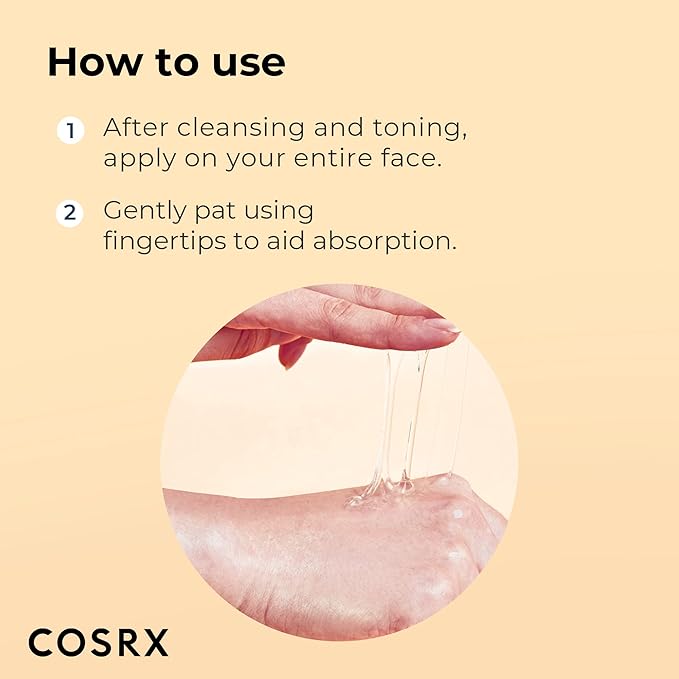 How to use
1 After cleansing and toning,
apply on your entire face.
2 Gently pat using
fingertips to aid absorption.
COSRX